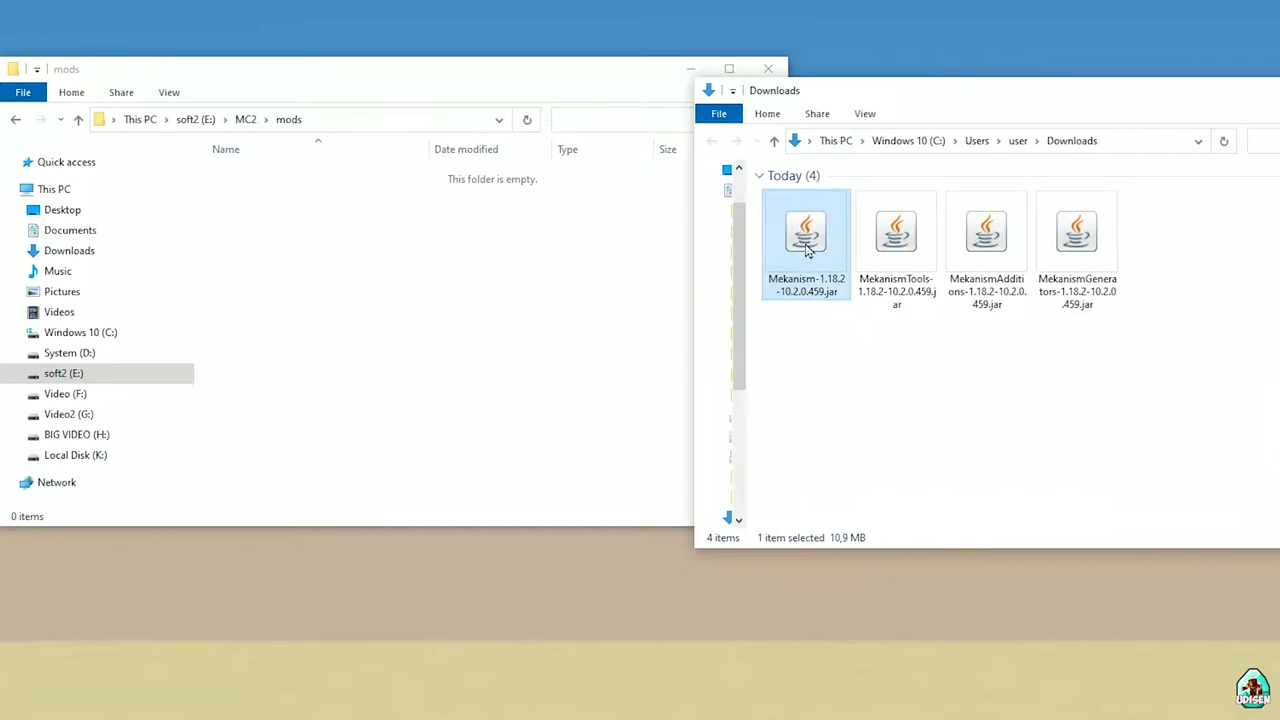 mods
File Home Share View
This PC soft2 (E:) MC2 mods
Name Date modified Type Size
This folder is empty.
Quick access
This PC
Desktop
Documents
Downloads
Music
Pictures
Videos
Windows 10 (C:)
System (D:)
soft2 (E:)
Video (F:)
Video2 (G:)
BIG VIDEO (H:)
Local Disk (K:)
Network
0 items
Downloads
File Home Share View
This PC Windows 10 (C:) Users user Downloads
Today (4)
Mekanism-1.18.2
-10.2.0.459.jar
MekanismTools-
1.18.2-10.2.0.459.j
ar
MekanismAdditi
ons-1.18.2-10.2.0.
459.jar
MekanismGenera
tors-1.18.2-10.2.0
.459.jar
4 items 1 item selected 10,9 MB
UDISEN